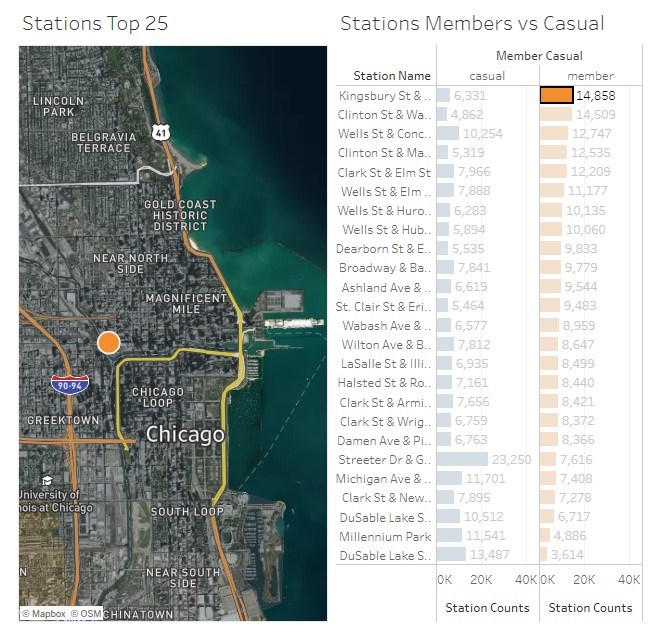 Stations Top 25
LINCOLN
PARK
BELGRAVIA
TERRACE
41
GOLD COAST
HISTORIC
DISTRICT
NEAR NORTH
SIDE
MAGNIFICENT
MILE
90-94
CHICAGO
LOOP
GREEKTOWN
Chicago
University of
nois at Chicago
SOUTH LOOP
NEAR SOUTH
SIDE
N
CHINATOWN
© Mapbox © OSM
Stations Members vs Casual
Member Casual
Station Name casual member
Kingsbury St & .. 6,331 14,858
Clinton St & Wa.. 4,862 14,509
Wells St & Conc.. 10,254 12,747
Clinton St & Ma.. 5,319 12,535
Clark St & Elm St 7,966 12,209
Wells St & Elm .. 7,888 11,177
Wells St & Huro.. 6,283 10,135
Wells St & Hub.. 5,894 10,060
Dearborn St & E.. 5,535 9,833
Broadway & Ba.. 7,841 9,779
Ashland Ave & .. 6,619 9,544
St. Clair St & Eri.. 5,464 9,483
Wabash Ave & .. 6,577 8,959
Wilton Ave & B.. 7,812 8,647
LaSalle St & Illi.. 6,935 8,499
Halsted St & Ro.. 7,161 8,440
Clark St & Armi.. 7,656 8,421
Clark St & Wrig.. 6,759 8,372
Damen Ave & Pi.. 6,763 8,366
Streeter Dr & G.. 23,250 7,616
Michigan Ave & .. 11,701 7,408
Clark St & New.. 7,895 7,278
DuSable Lake S.. 10,512 6,717
Millennium Park 11,541 4,886
DuSable Lake S.. 13,487 3,614
0K 20K 40K 0K 20K 40K
Station Counts Station Counts